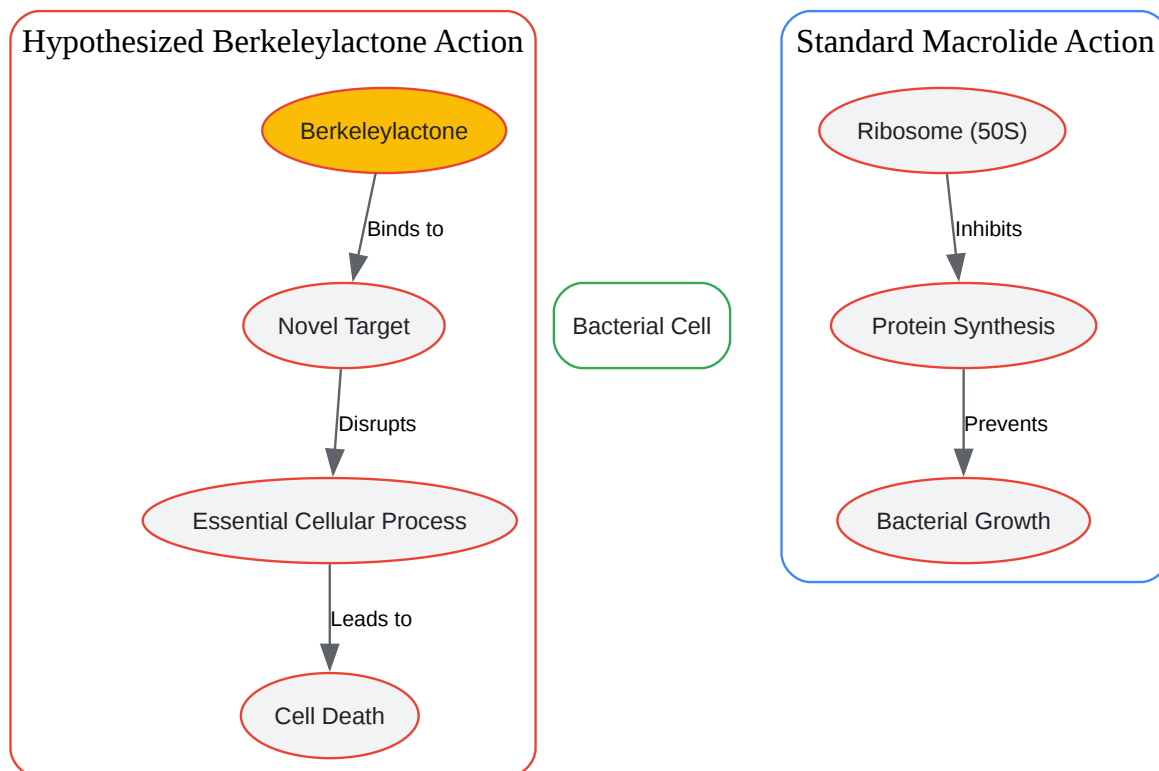 Hypothesized Berkeleylactone Action
Berkeleylactone
Binds to
Novel Target
Disrupts
Essential Cellular Process
Leads to
Cell Death
Bacterial Cell
Standard Macrolide Action
Ribosome (50S)
Inhibits
Protein Synthesis
Prevents
Bacterial Growth